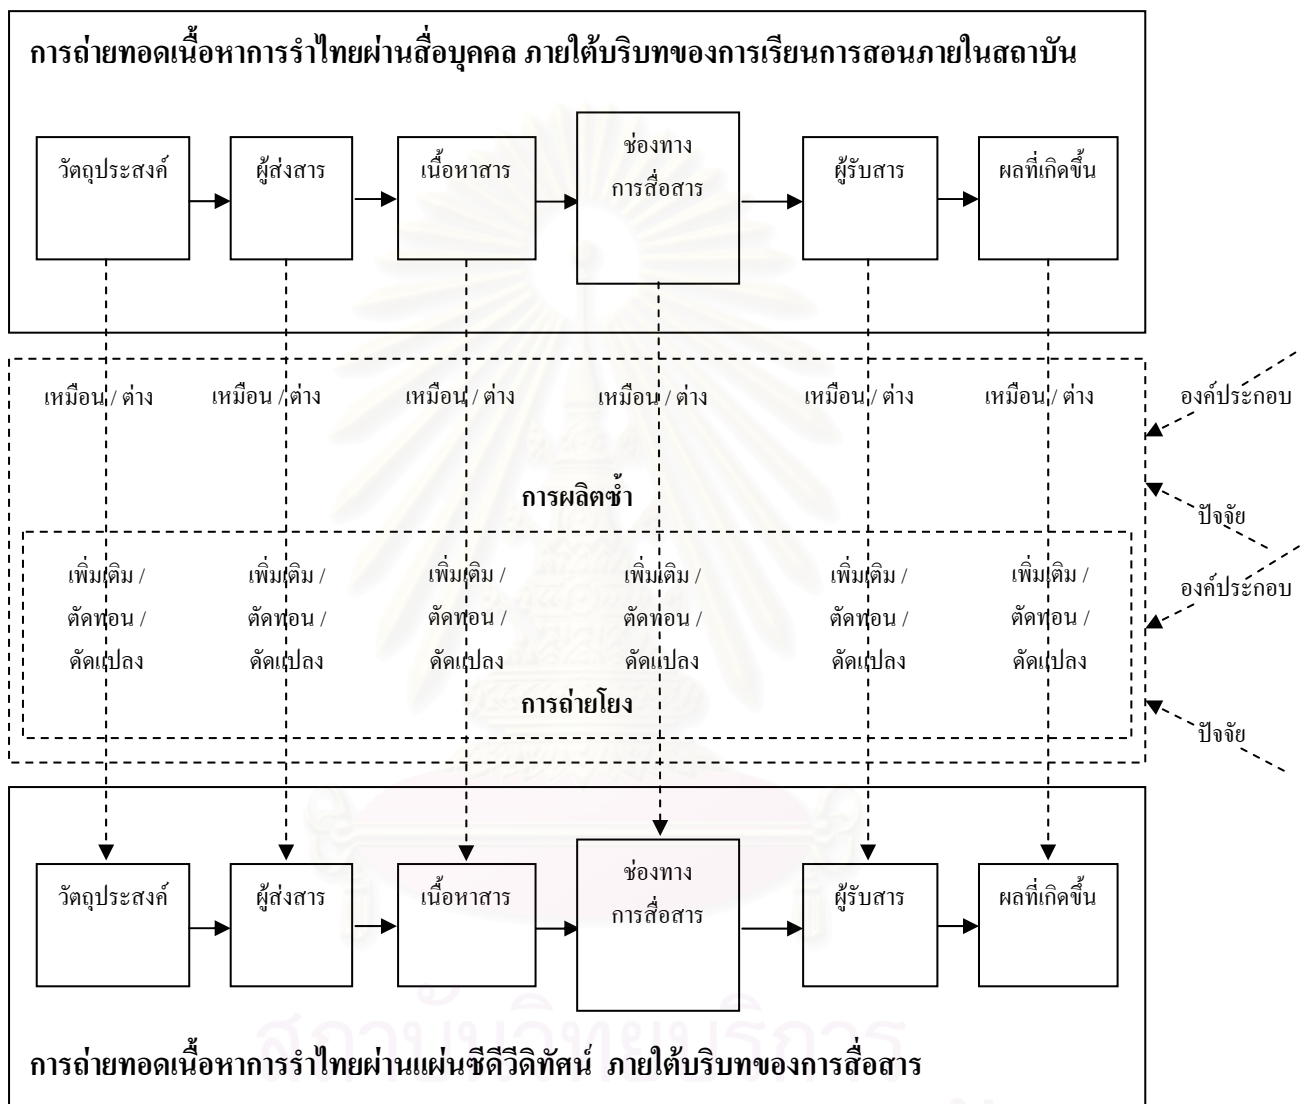 การถ่ายทอดเนื้อหาการรำไทยผ่านสื่อบุคคล ภายใต้บริบทของการเรียนการสอนภายในสถาบัน
วัตถุประสงค์ ผู้ส่งสาร เนื้อหาสาร ช่องทาง ผู้รับสาร ผลที่เกิดขึ้น
การสื่อสาร
เหมือน / ต่าง เหมือน / ต่าง เหมือน / ต่าง เหมือน / ต่าง เหมือน / ต่าง เหมือน / ต่าง องค์ประกอบ
การผลิตซ้ำ
ปัจจัย
เพิ่มเติม / เพิ่มเติม / เพิ่มเติม / เพิ่มเติม / เพิ่มเติม / เพิ่มเติม / องค์ประกอบ
ตัดทอน / ตัดทอน / ตัดทอน / ตัดทอน / ตัดทอน / ตัดทอน /
ดัดแปลง ดัดแปลง ดัดแปลง ดัดแปลง ดัดแปลง ดัดแปลง
การถ่ายโยง
ปัจจัย
วัตถุประสงค์ ผู้ส่งสาร เนื้อหาสาร ช่องทาง ผู้รับสาร ผลที่เกิดขึ้น
การสื่อสาร
สถาบันวิทยบริการ
การถ่ายทอดเนื้อหาการรำไทยผ่านแผ่นซีดีวีดิทัศน์ ภายใต้บริบทของการสื่อสาร